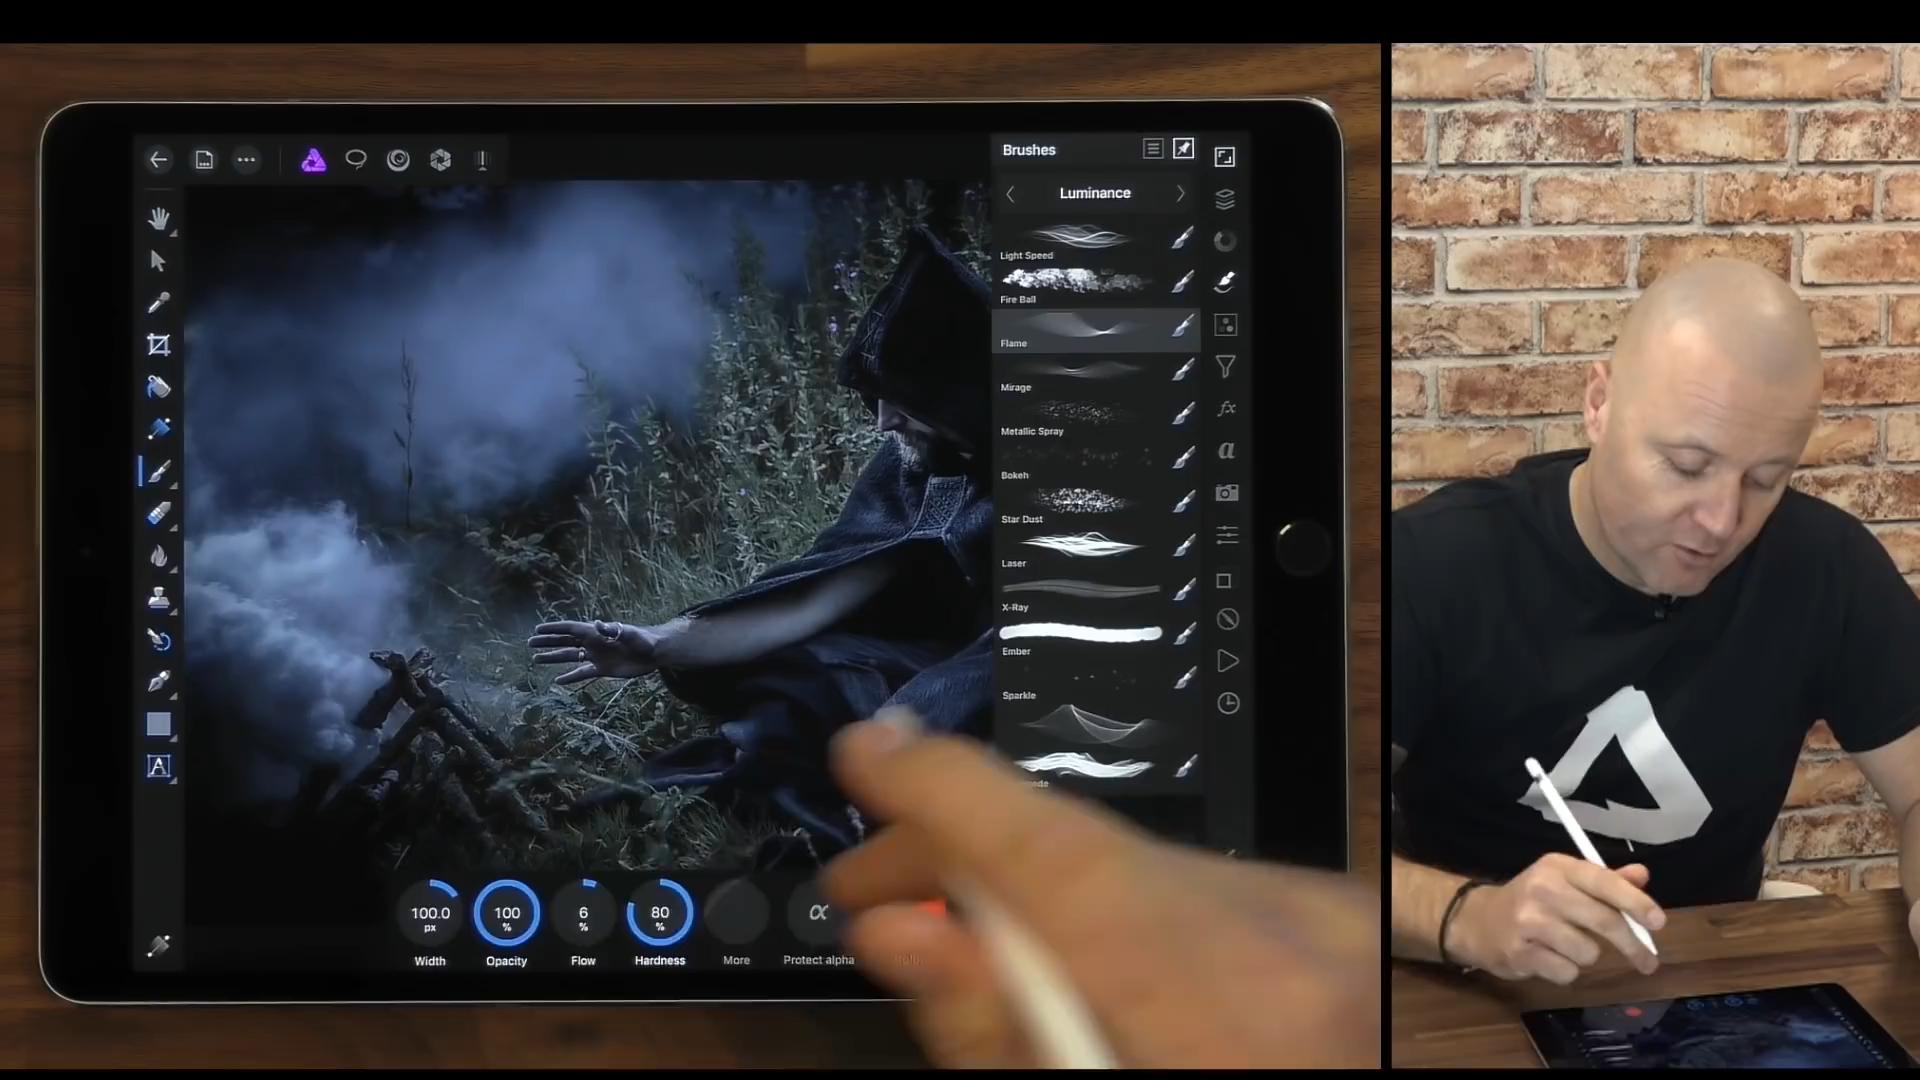 Brushes
Luminance
Light Speed
Fire Ball
Flame
Mirage
Metallic Spray
Bokeh
Star Dust
Laser
X-Ray
Ember
Sparkle
fx
a
A
100.0
px
100
%
6
%
80
%
α
Width
Opacity
Flow
Hardness
More
Protect alpha